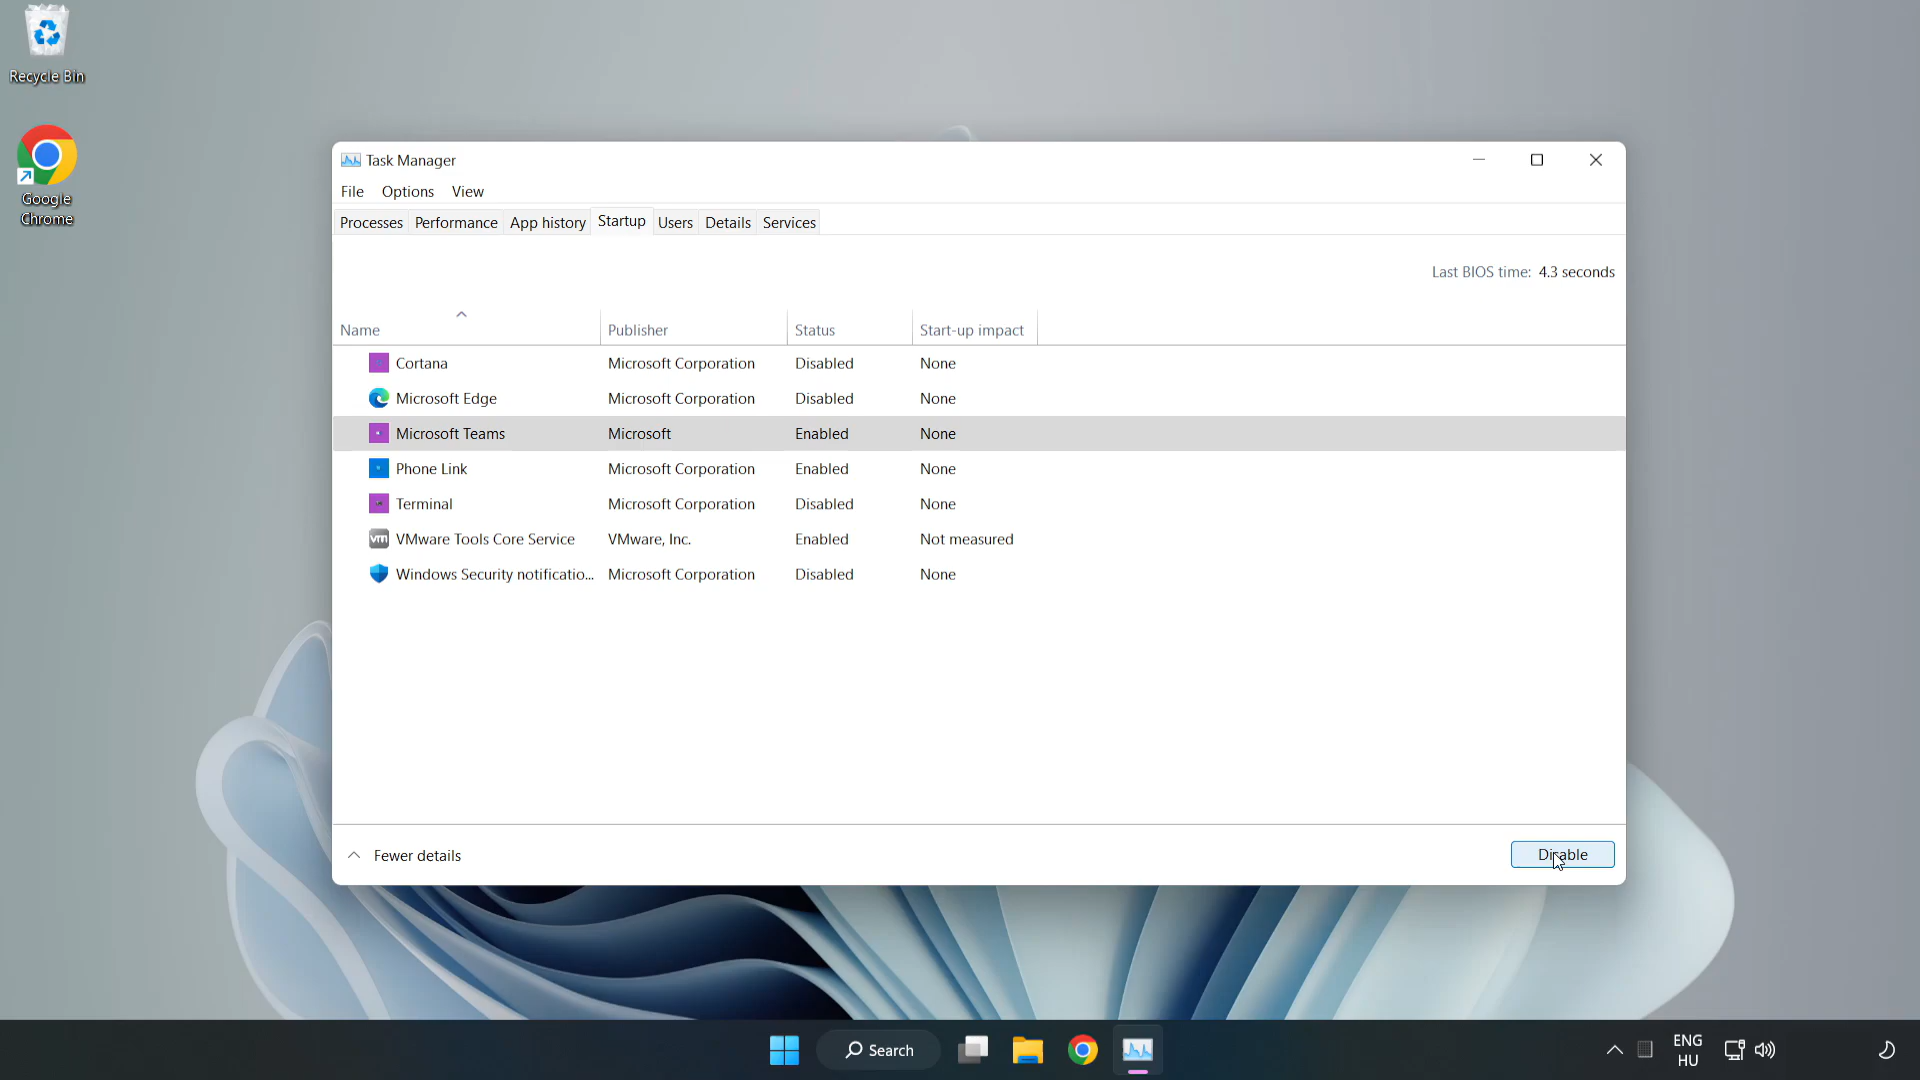 Recycle Bin
Google
Chrome
Task Manager
File Options View
Processes Performance App history Startup Users Details Services
Last BIOS time: 4.3 seconds
Name Publisher Status Start-up impact
Cortana Microsoft Corporation Disabled None
Microsoft Edge Microsoft Corporation Disabled None
Microsoft Teams Microsoft Enabled None
Phone Link Microsoft Corporation Enabled None
Terminal Microsoft Corporation Disabled None
vm VMware Tools Core Service VMware, Inc. Enabled Not measured
Windows Security notificatio... Microsoft Corporation Disabled None
Fewer details Disable
Search
ENG
HU